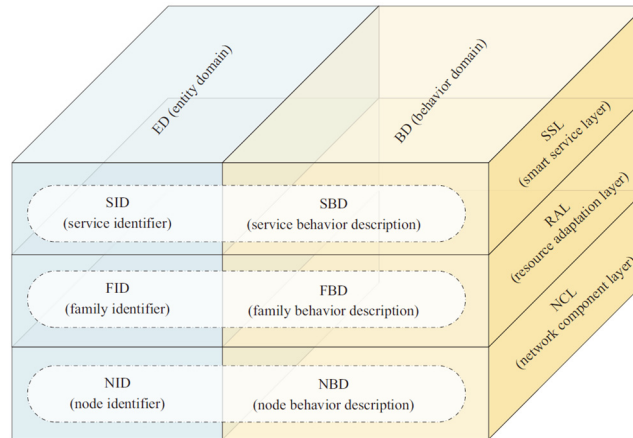 ED (entity domain)
BD (behavior domain)
SSL
(smart service layer)
RAL
(resource adaptation layer)
NCL
(network component layer)
SID
(service identifier)
SBD
(service behavior description)
FID
(family identifier)
FBD
(family behavior description)
NID
(node identifier)
NBD
(node behavior description)